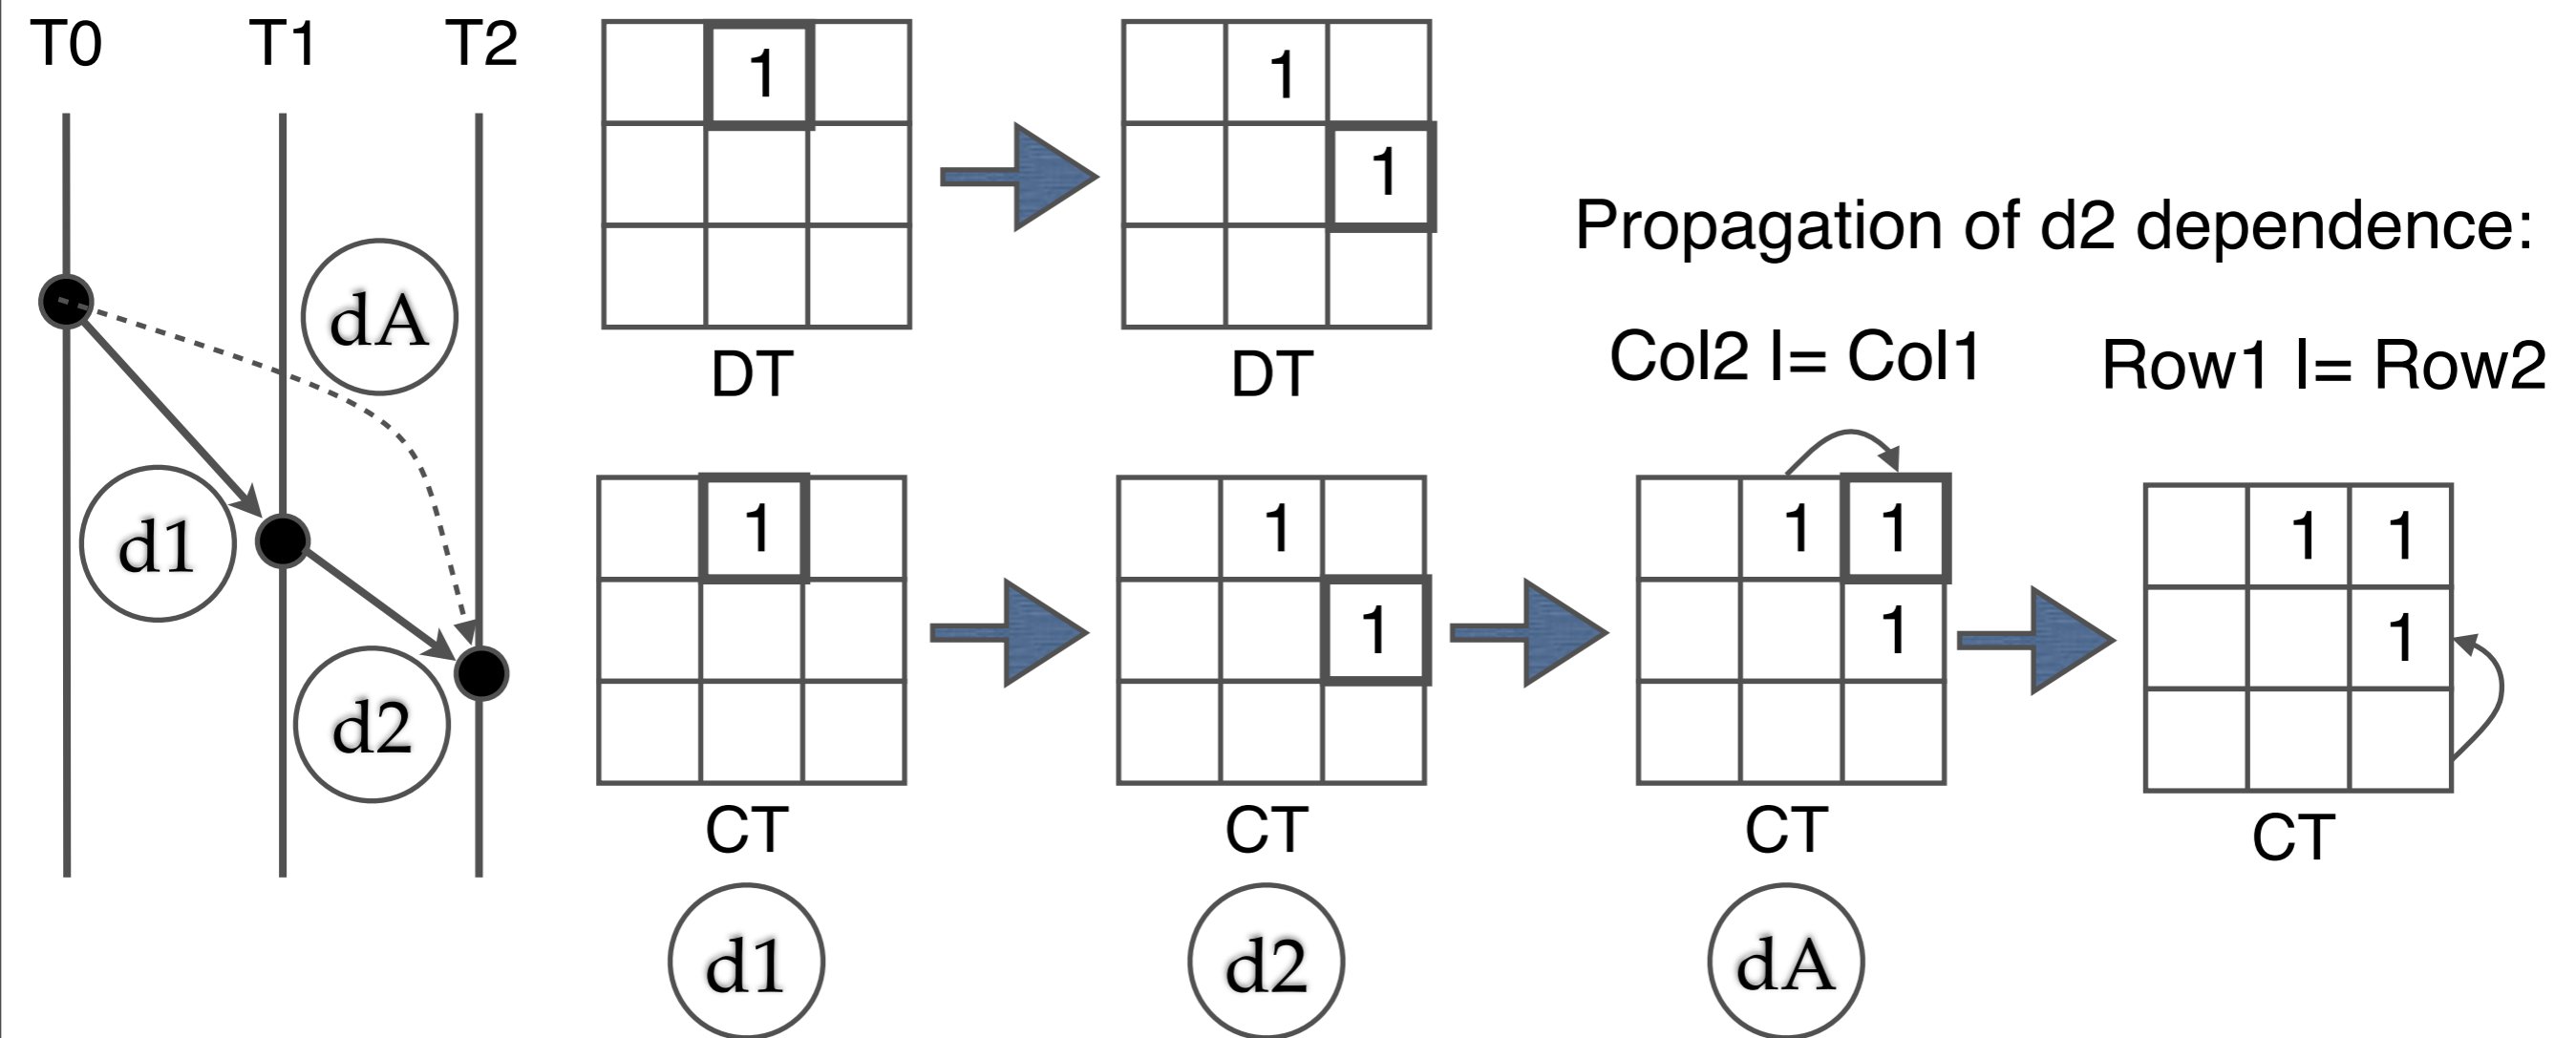 T0 T1 T2
1
1
1
dA
DT
DT
Propagation of d2 dependence:
Col2 I= Col1
Row1 I= Row2
d1
d2
1
1
1
1 1
1
1 1
1
CT
CT
CT
CT
d1
d2
dA